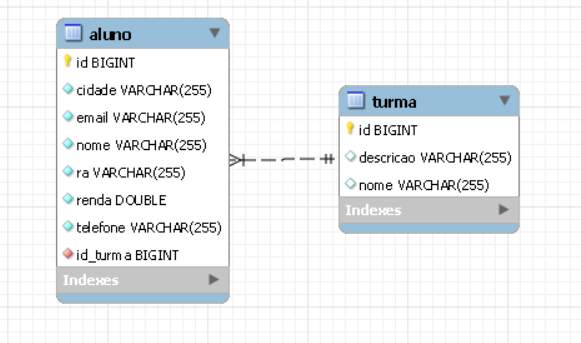 aluno
id BIGINT
cidade VARCHAR(255)
email VARCHAR(255)
nome VARCHAR(255)
ra VARCHAR(255)
renda DOUBLE
telefone VARCHAR(255)
id_turma BIGINT
Indexes
turma
id BIGINT
descricao VARCHAR(255)
nome VARCHAR(255)
Indexes